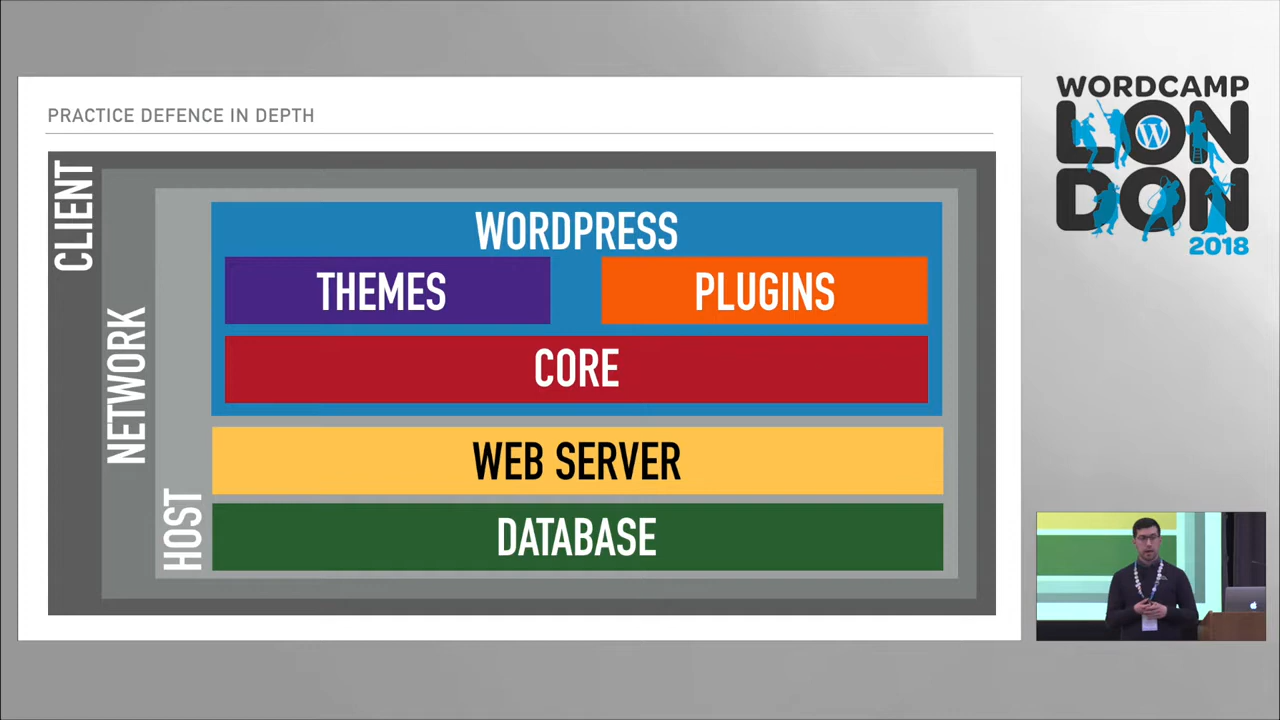 PRACTICE DEFENCE IN DEPTH
CLIENT
NETWORK
HOST
WORDPRESS
THEMES
PLUGINS
CORE
WEB SERVER
DATABASE
WORDCAMP
LON
DON
2018